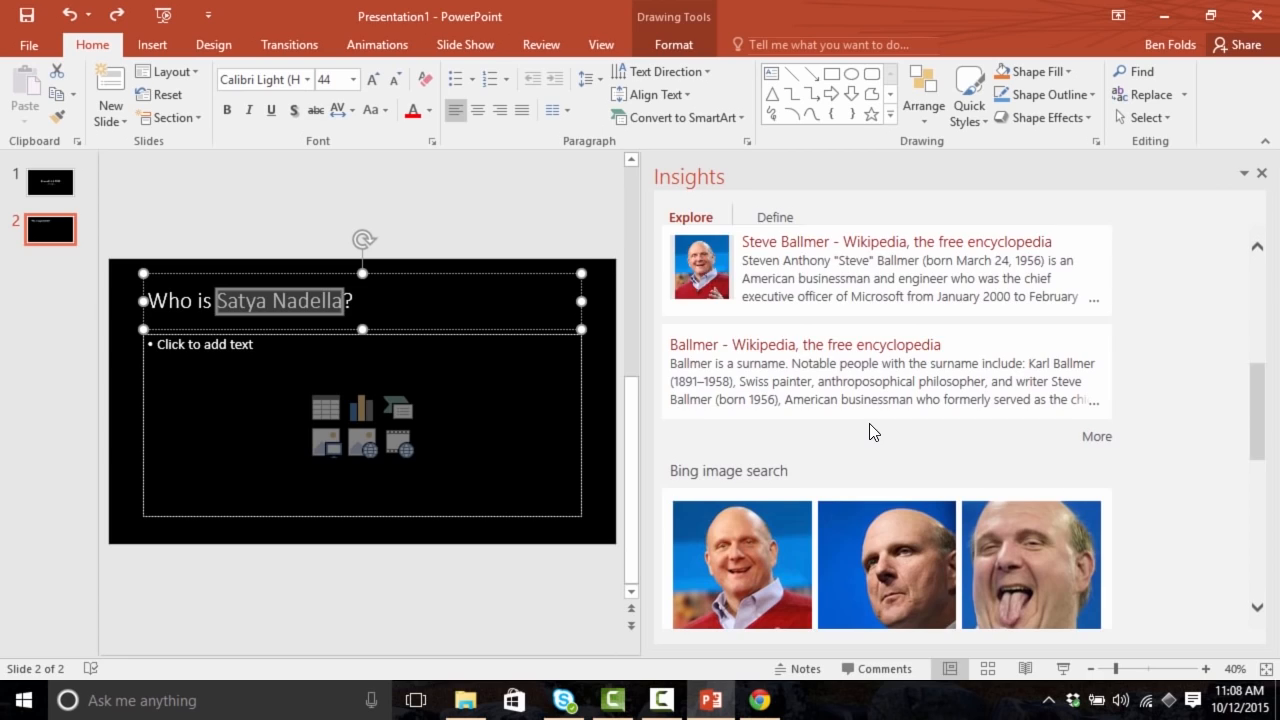 Presentation1 - PowerPoint
Drawing Tools
File
Home
Insert
Design
Transitions
Animations
Slide Show
Review
View
Format
Tell me what you want to do...
Ben Folds
Share
Paste
Clipboard
New
Slide
Layout
Reset
Section
Slides
Calibri Light (H
44
B
I
U
S
abc
AV
Aa
A
Font
Text Direction
Align Text
Convert to SmartArt
Paragraph
Arrange
Quick
Styles
Shape Fill
Shape Outline
Shape Effects
Drawing
Find
Replace
Select
Editing
1
2
Who is Satya Nadella?
• Click to add text
Insights
Explore
Define
Steve Ballmer - Wikipedia, the free encyclopedia
Steven Anthony "Steve" Ballmer (born March 24, 1956) is an
American businessman and engineer who was the chief
executive officer of Microsoft from January 2000 to February ...
Ballmer - Wikipedia, the free encyclopedia
Ballmer is a surname. Notable people with the surname include: Karl Ballmer
(1891–1958), Swiss painter, anthroposophical philosopher, and writer Steve
Ballmer (born 1956), American businessman who formerly served as the chi...
More
Bing image search
Slide 2 of 2
Notes
Comments
40%
Ask me anything
11:08 AM
10/12/2015